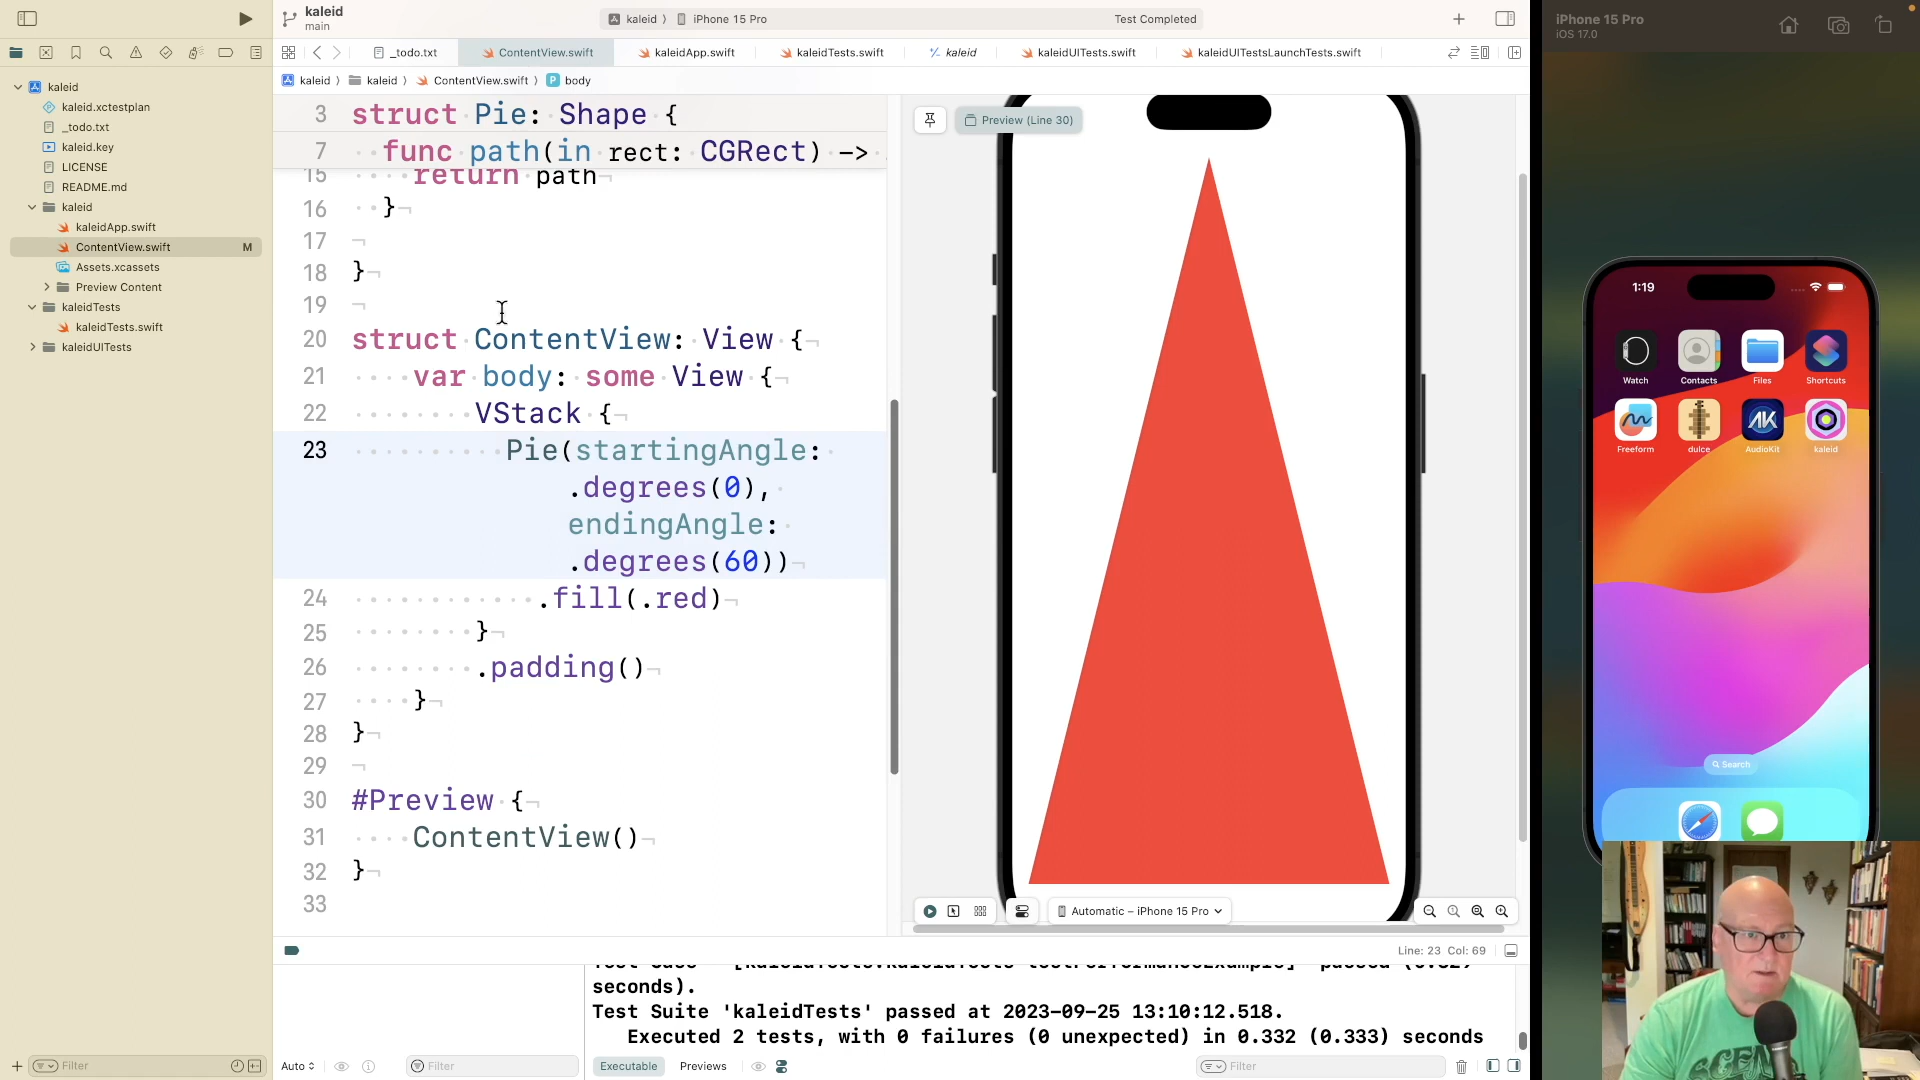 kaleid
main
kaleid
iPhone 15 Pro
Test Completed
iPhone 15 Pro
iOS 17.0
_todo.txt
ContentView.swift
kaleidApp.swift
kaleidTests.swift
kaleid
kaleidUITests.swift
kaleidUITestsLaunchTests.swift
kaleid
kaleid
ContentView.swift
P body
kaleid
kaleid.xctestplan
_todo.txt
kaleid.key
LICENSE
README.md
kaleid
kaleidApp.swift
ContentView.swift M
Assets.xcassets
Preview Content
kaleidTests
kaleidTests.swift
kaleidUITests
3 struct Pie: Shape {
7 func path(in rect: CGRect) ->
15 return path
16 }
17
18 }
19
20 struct ContentView: View {
21 var body: some View {
22 VStack {
23 Pie(startingAngle:
.degrees(0),
endingAngle:
.degrees(60))
24 .fill(.red)
25 }
26 .padding()
27 }
28 }
29
30 #Preview {
31 ContentView()
32 }
33
Preview (Line 30)
Automatic – iPhone 15 Pro
Line: 23 Col: 69
1:19
Watch
Contacts
Files
Shortcuts
Freeform
dulce
AudioKit
kaleid
Search
seconds).
Test Suite 'kaleidTests' passed at 2023-09-25 13:10:12.518.
Executed 2 tests, with 0 failures (0 unexpected) in 0.332 (0.333) seconds
Filter
Auto
Filter
Executable
Previews
Filter